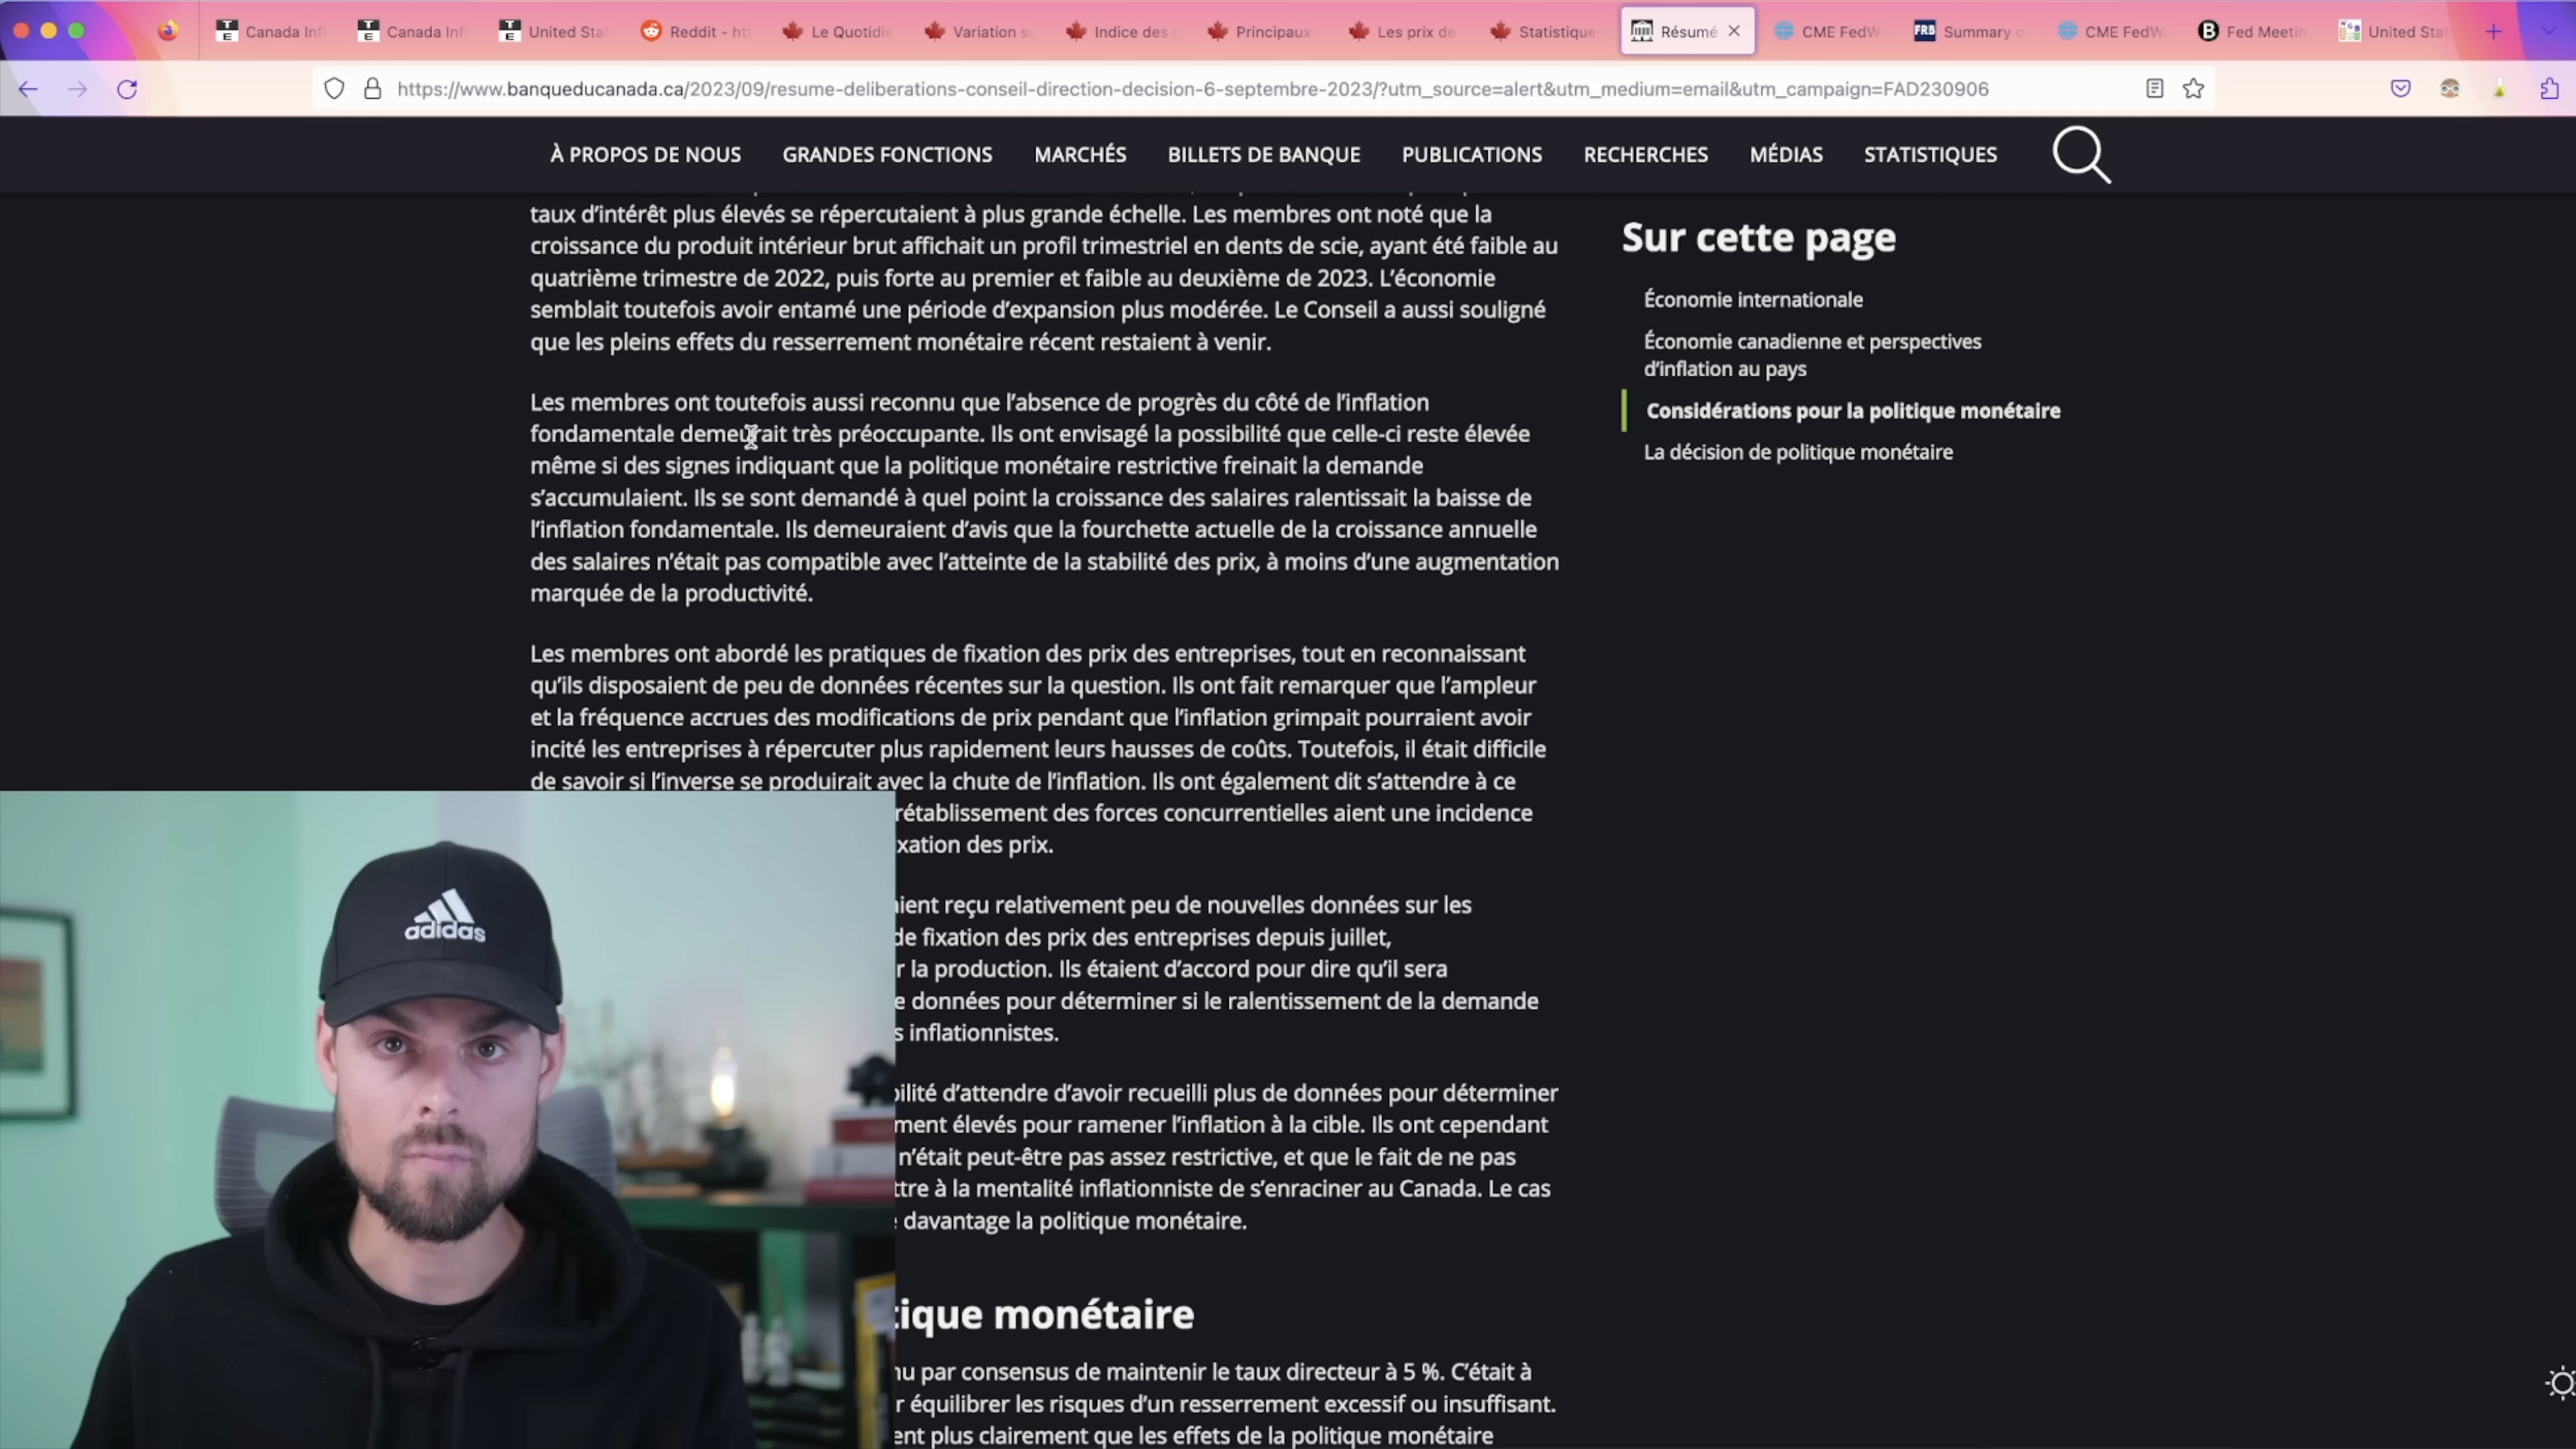 Canada Inf
Canada Inf
United Sta
Reddit - ht
Le Quotidie
Variation su
Indice des
Principaux
Les prix de
Statistique
Résumé
CME FedW
Summary o
CME FedW
Fed Meetin
United Stat
https://www.banqueducanada.ca/2023/09/resume-deliberations-conseil-direction-decision-6-septembre-2023/?utm_source=alert&utm_medium=email&utm_campaign=FAD230906
À PROPOS DE NOUS
GRANDES FONCTIONS
MARCHÉS
BILLETS DE BANQUE
PUBLICATIONS
RECHERCHES
MÉDIAS
STATISTIQUES
taux d’intérêt plus élevés se répercutaient à plus grande échelle. Les membres ont noté que la
croissance du produit intérieur brut affichait un profil trimestriel en dents de scie, ayant été faible au
quatrième trimestre de 2022, puis forte au premier et faible au deuxième de 2023. L’économie
semblait toutefois avoir entamé une période d’expansion plus modérée. Le Conseil a aussi souligné
que les pleins effets du resserrement monétaire récent restaient à venir.
Les membres ont toutefois aussi reconnu que l’absence de progrès du côté de l’inflation
fondamentale demeurait très préoccupante. Ils ont envisagé la possibilité que celle-ci reste élevée
même si des signes indiquant que la politique monétaire restrictive freinait la demande
s’accumulaient. Ils se sont demandé à quel point la croissance des salaires ralentissait la baisse de
l’inflation fondamentale. Ils demeuraient d’avis que la fourchette actuelle de la croissance annuelle
des salaires n’était pas compatible avec l’atteinte de la stabilité des prix, à moins d’une augmentation
marquée de la productivité.
Les membres ont abordé les pratiques de fixation des prix des entreprises, tout en reconnaissant
qu’ils disposaient de peu de données récentes sur la question. Ils ont fait remarquer que l’ampleur
et la fréquence accrues des modifications de prix pendant que l’inflation grimpait pourraient avoir
incité les entreprises à répercuter plus rapidement leurs hausses de coûts. Toutefois, il était difficile
de savoir si l’inverse se produirait avec la chute de l’inflation. Ils ont également dit s’attendre à ce
rétablissement des forces concurrentielles aient une incidence
xation des prix.
ient reçu relativement peu de nouvelles données sur les
de fixation des prix des entreprises depuis juillet,
r la production. Ils étaient d’accord pour dire qu’il sera
e données pour déterminer si le ralentissement de la demande
s inflationnistes.
bilité d’attendre d’avoir recueilli plus de données pour déterminer
ment élevés pour ramener l’inflation à la cible. Ils ont cependant
n’était peut-être pas assez restrictive, et que le fait de ne pas
ttre à la mentalité inflationniste de s’enraciner au Canada. Le cas
davantage la politique monétaire.
tique monétaire
nu par consensus de maintenir le taux directeur à 5 %. C’était à
r équilibrer les risques d’un resserrement excessif ou insuffisant.
ent plus clairement que les effets de la politique monétaire
Sur cette page
Économie internationale
Économie canadienne et perspectives
d’inflation au pays
Considérations pour la politique monétaire
La décision de politique monétaire
adidas